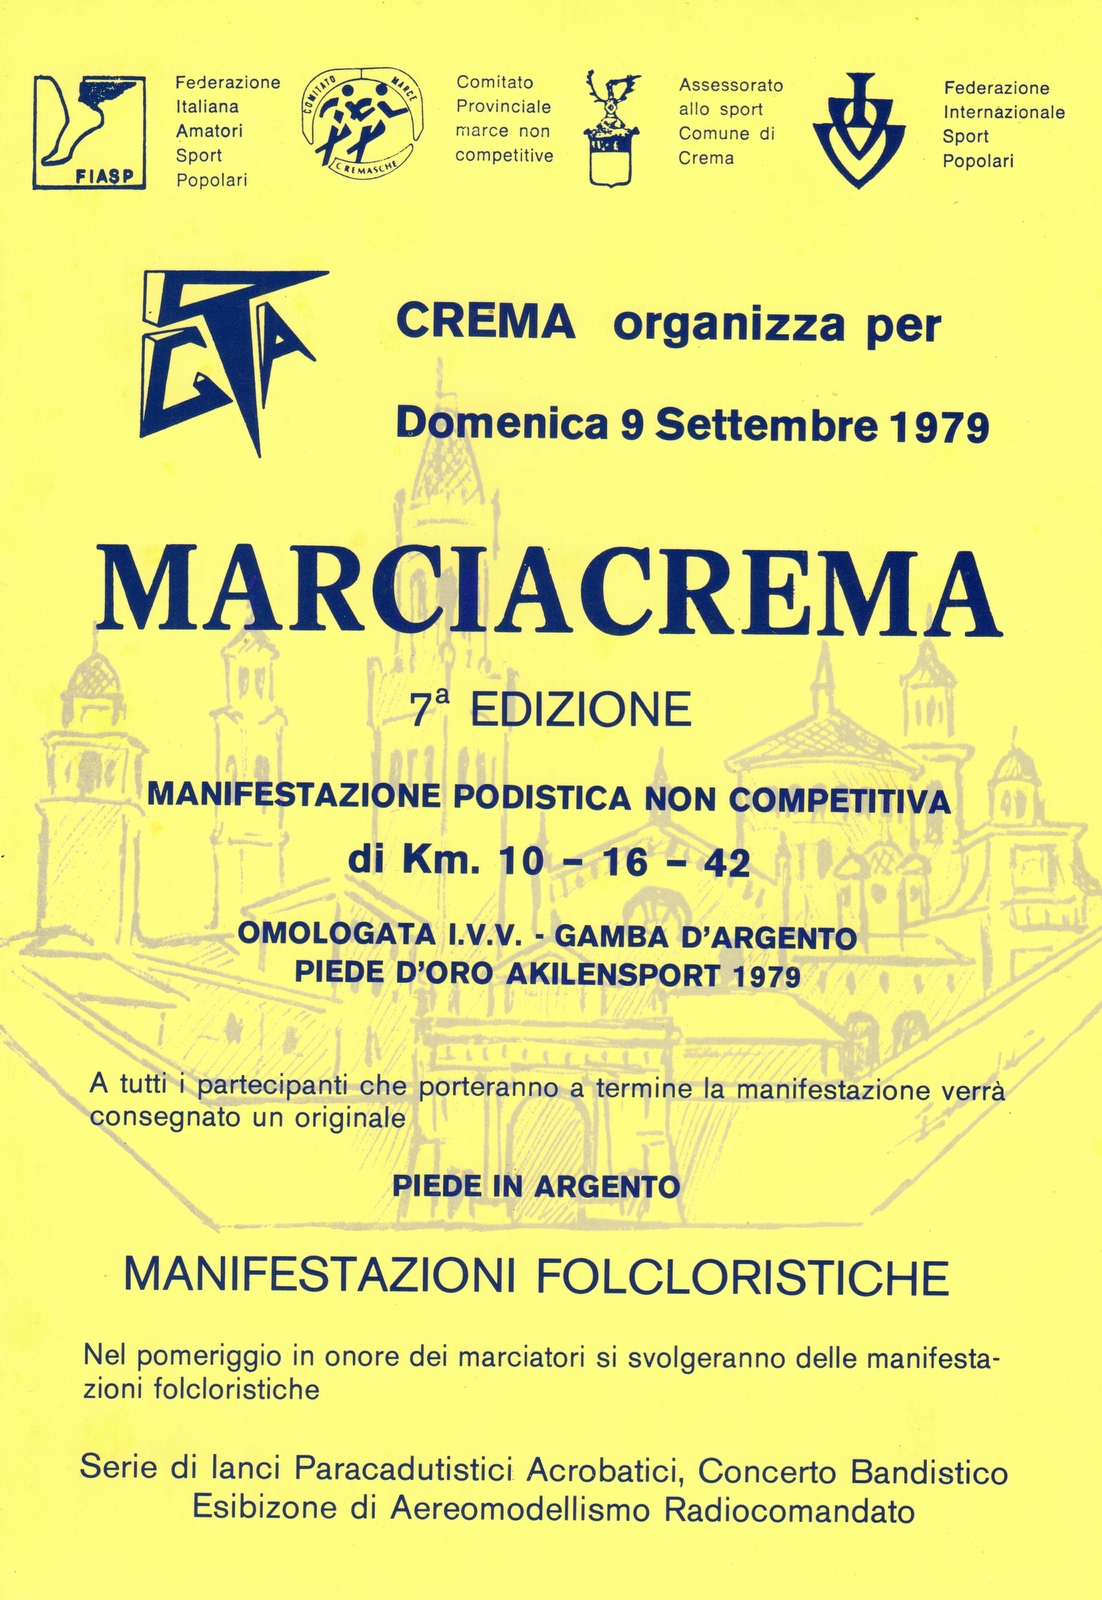 FIASP
Federazione
Italiana
Amatori
Sport
Popolari
COMITATO MARCE
CREMASCHE
Comitato
Provinciale
marce non
competitive
Assessorato
allo sport
Comune di
Crema
Federazione
Internazionale
Sport
Popolari
GTA
CREMA organizza per
Domenica 9 Settembre 1979
MARCIACREMA
7ª EDIZIONE
MANIFESTAZIONE PODISTICA NON COMPETITIVA
di Km. 10 – 16 – 42
OMOLOGATA I.V.V. - GAMBA D'ARGENTO
PIEDE D'ORO AKILENSPORT 1979
A tutti i partecipanti che porteranno a termine la manifestazione verrà
consegnato un originale
PIEDE IN ARGENTO
MANIFESTAZIONI FOLCLORISTICHE
Nel pomeriggio in onore dei marciatori si svolgeranno delle manifesta-
zioni folcloristiche
Serie di lanci Paracadutistici Acrobatici, Concerto Bandistico
Esibizone di Aereomodellismo Radiocomandato